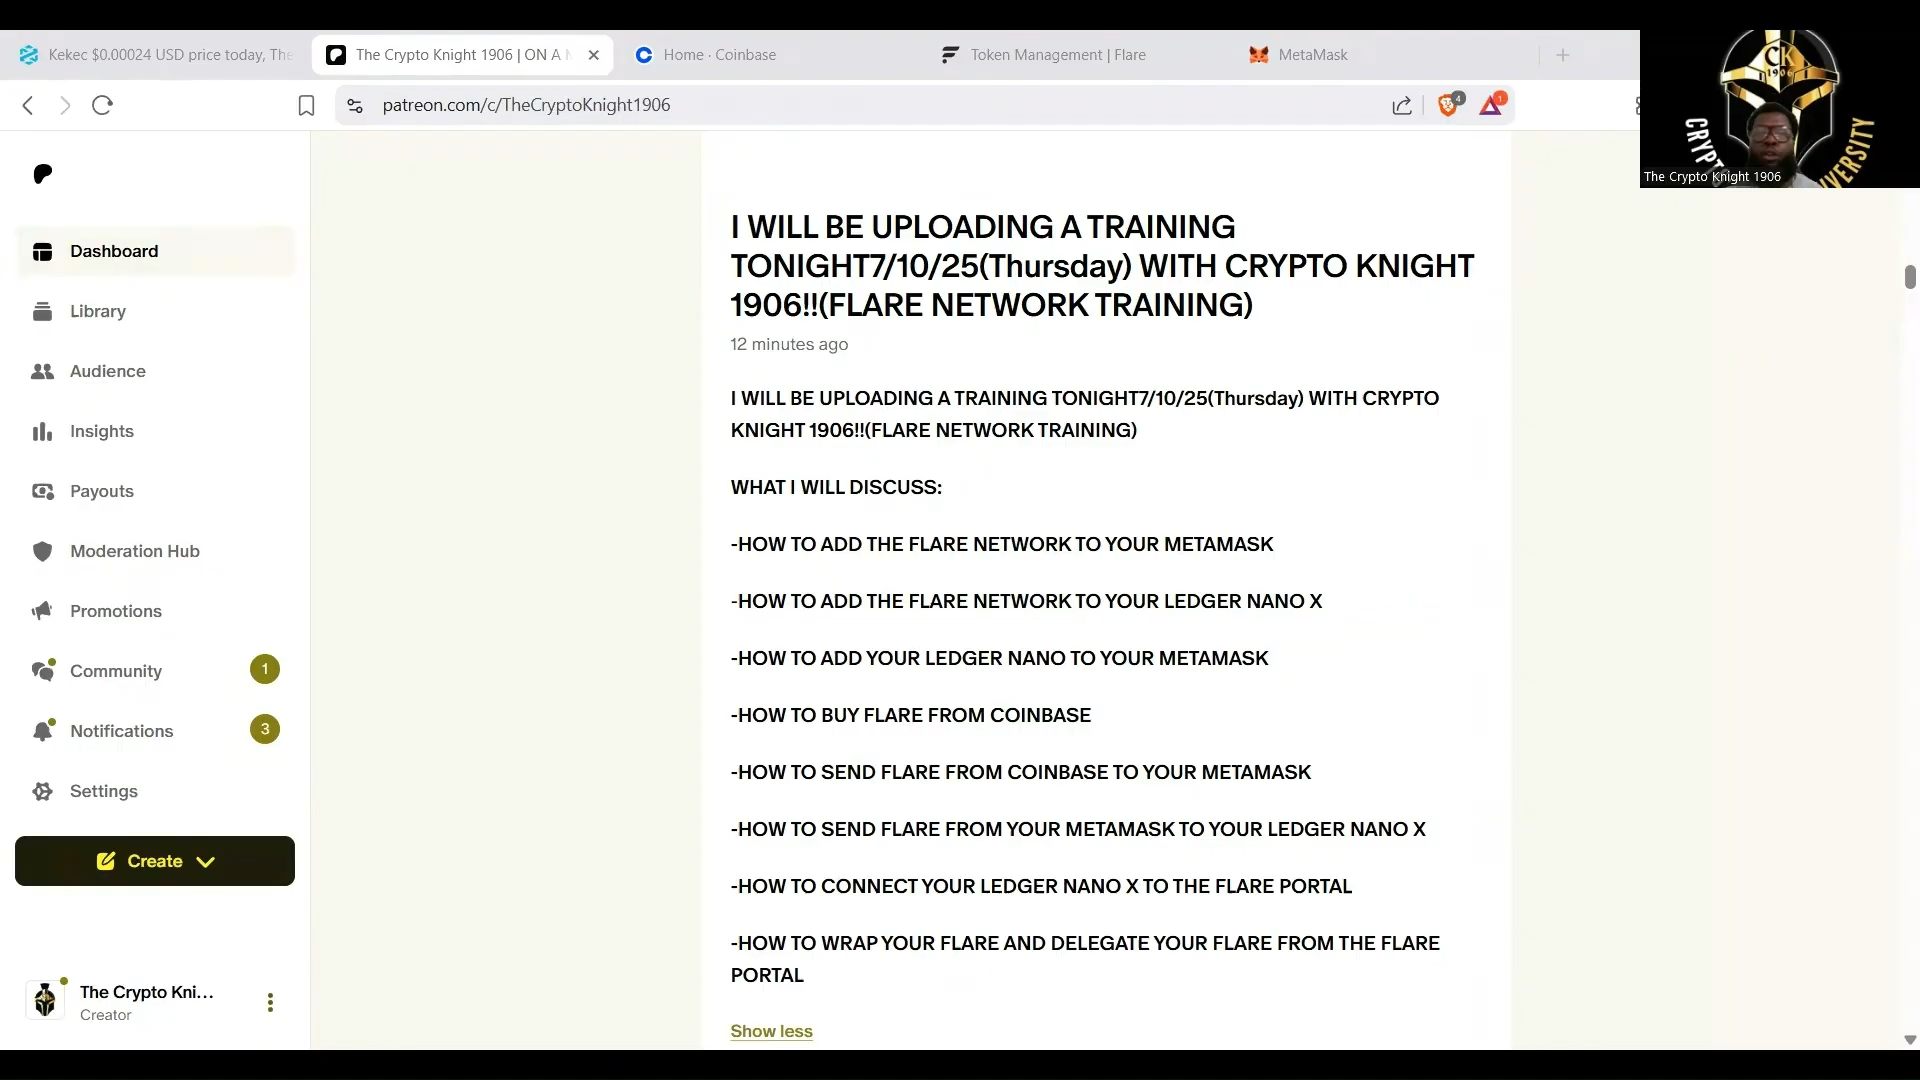 Kekec $0.00024 USD price today, The
The Crypto Knight 1906 | ON A
Home · Coinbase
Token Management | Flare
MetaMask
patreon.com/c/TheCryptoKnight1906
4
1
CK
1906
The Crypto Knight 1906
Dashboard
Library
Audience
Insights
Payouts
Moderation Hub
Promotions
Community
1
Notifications
3
Settings
Create
The Crypto Kni...
Creator
I WILL BE UPLOADING A TRAINING
TONIGHT7/10/25(Thursday) WITH CRYPTO KNIGHT
1906!!(FLARE NETWORK TRAINING)
12 minutes ago
I WILL BE UPLOADING A TRAINING TONIGHT7/10/25(Thursday) WITH CRYPTO
KNIGHT 1906!!(FLARE NETWORK TRAINING)
WHAT I WILL DISCUSS:
-HOW TO ADD THE FLARE NETWORK TO YOUR METAMASK
-HOW TO ADD THE FLARE NETWORK TO YOUR LEDGER NANO X
-HOW TO ADD YOUR LEDGER NANO TO YOUR METAMASK
-HOW TO BUY FLARE FROM COINBASE
-HOW TO SEND FLARE FROM COINBASE TO YOUR METAMASK
-HOW TO SEND FLARE FROM YOUR METAMASK TO YOUR LEDGER NANO X
-HOW TO CONNECT YOUR LEDGER NANO X TO THE FLARE PORTAL
-HOW TO WRAP YOUR FLARE AND DELEGATE YOUR FLARE FROM THE FLARE
PORTAL
Show less